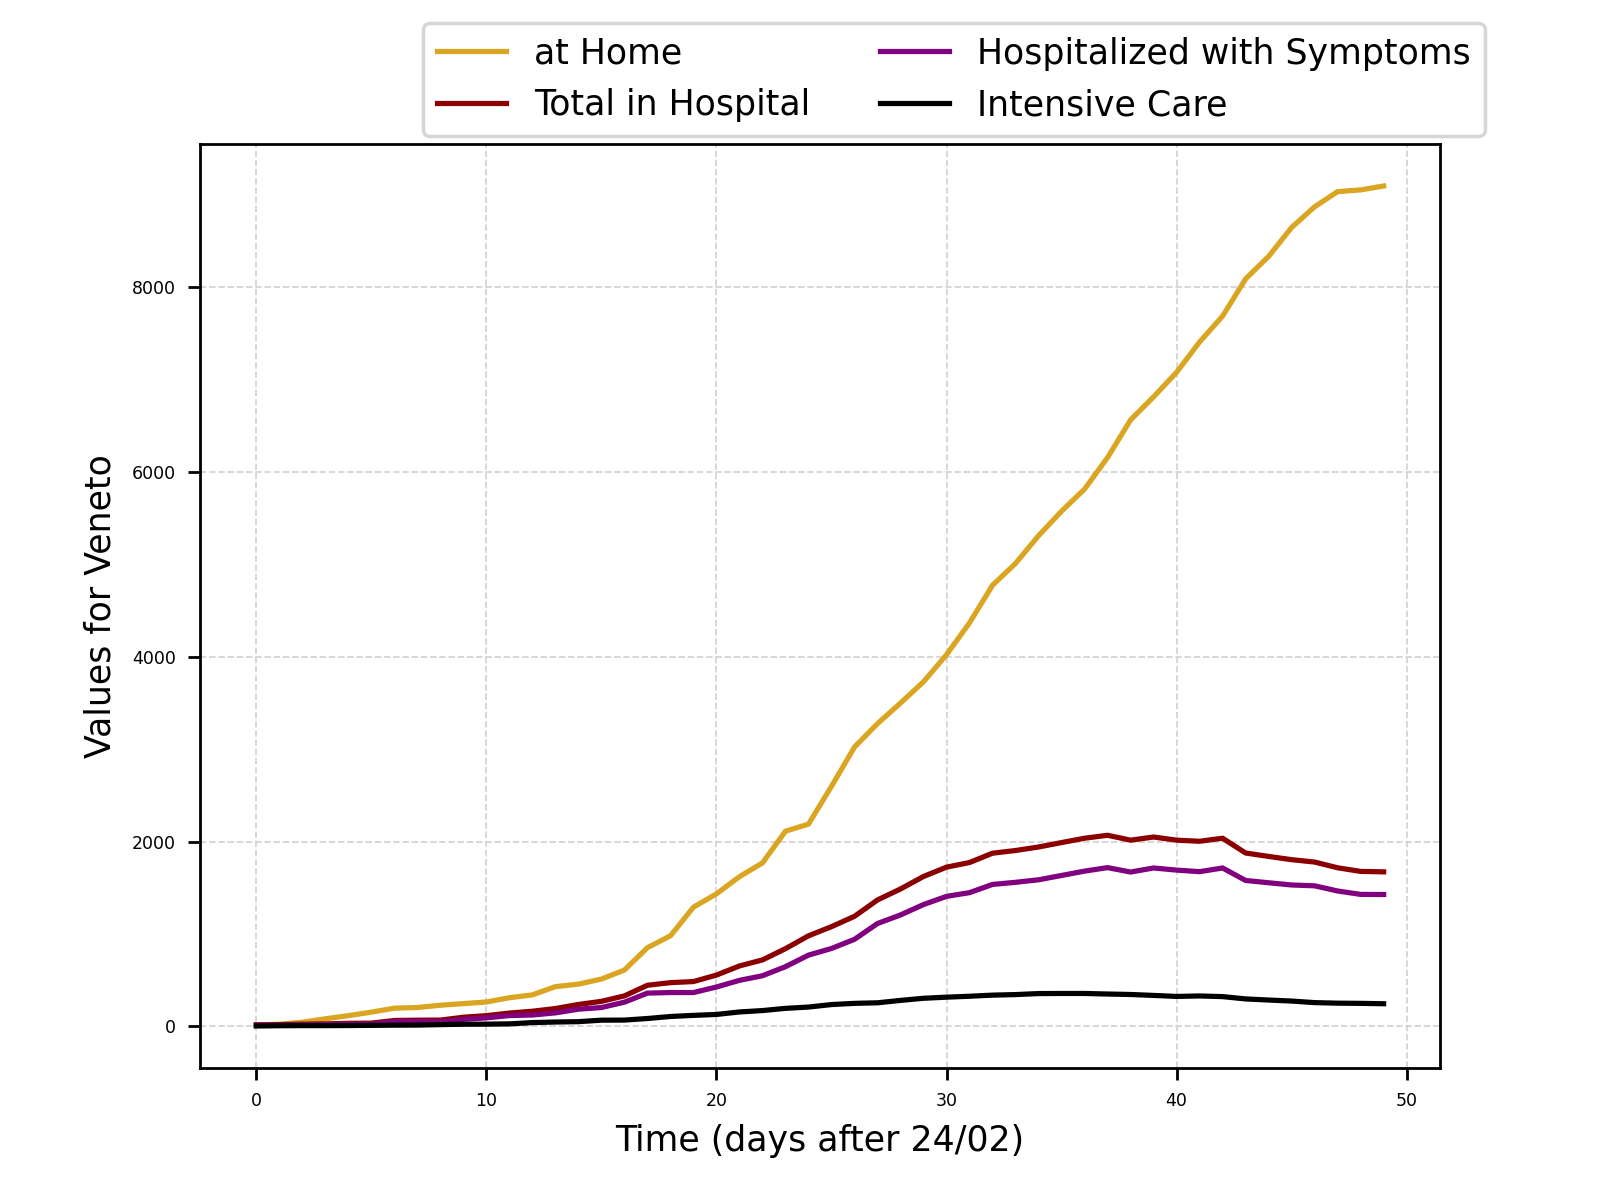 at Home
Total in Hospital
Hospitalized with Symptoms
Intensive Care
Values for Veneto
8000
6000
4000
2000
0
0 10 20 30 40 50
Time (days after 24/02)